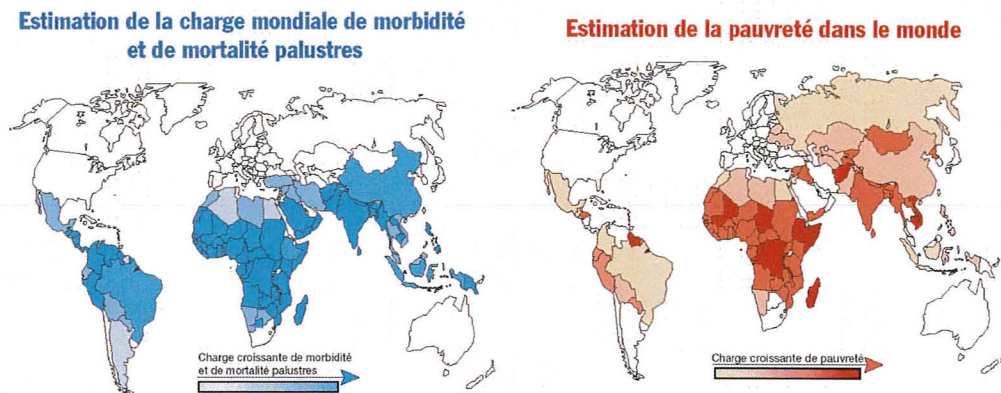 Estimation de la charge mondiale de morbidité
et de mortalité palustres
Charge croissante de morbidité
et de mortalité palustres
Estimation de la pauvreté dans le monde
Charge croissante de pauvreté